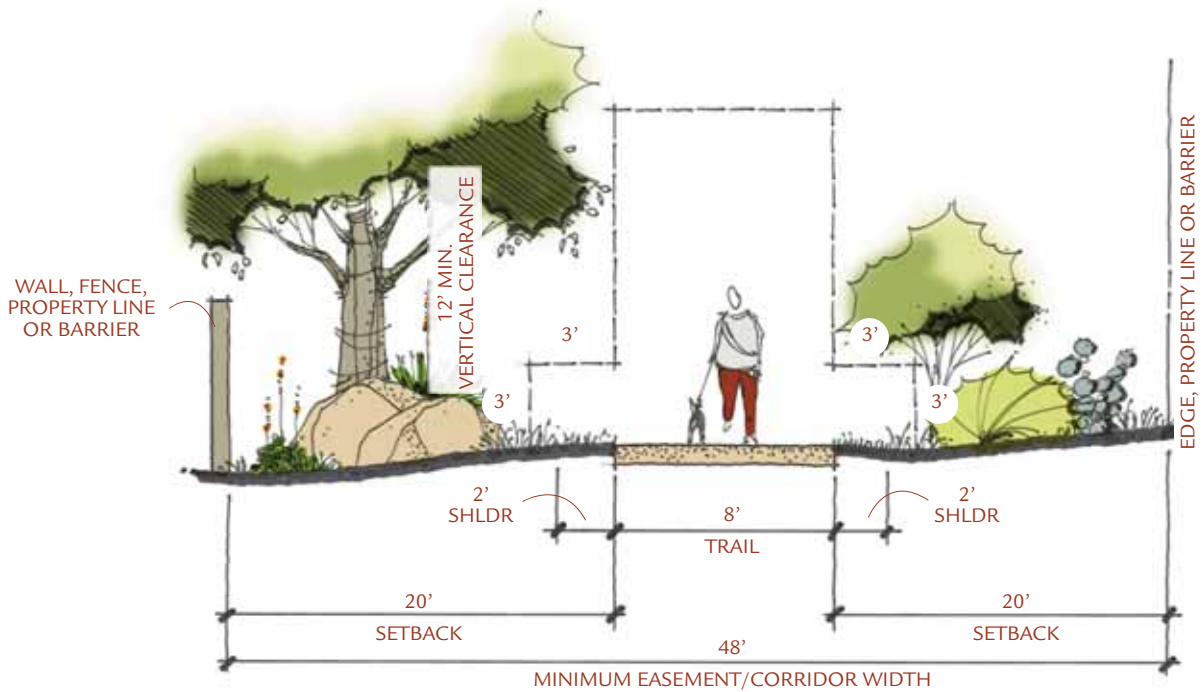 WALL, FENCE,
PROPERTY LINE
OR BARRIER
12’ MIN.
VERTICAL CLEARANCE
3’
3’
3’
3’
EDGE, PROPERTY LINE OR BARRIER
2’
SHLDR
8’
TRAIL
2’
SHLDR
20’
SETBACK
20’
SETBACK
48’
MINIMUM EASEMENT/CORRIDOR WIDTH